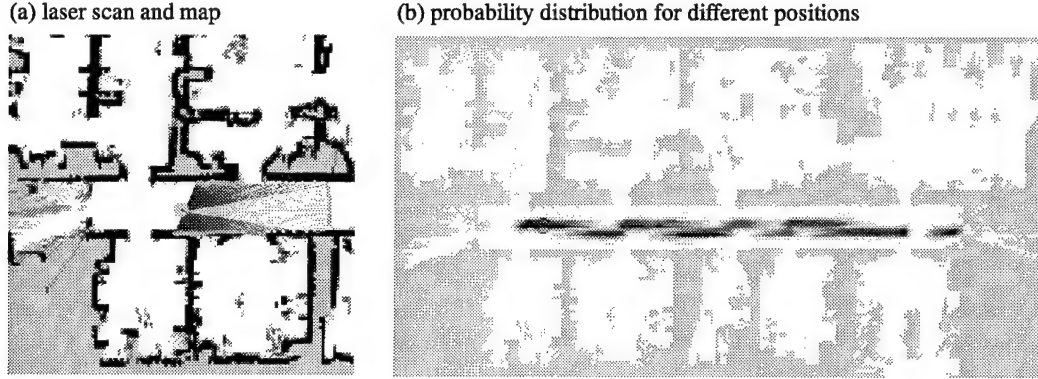 (a) laser scan and map
(b) probability distribution for different positions